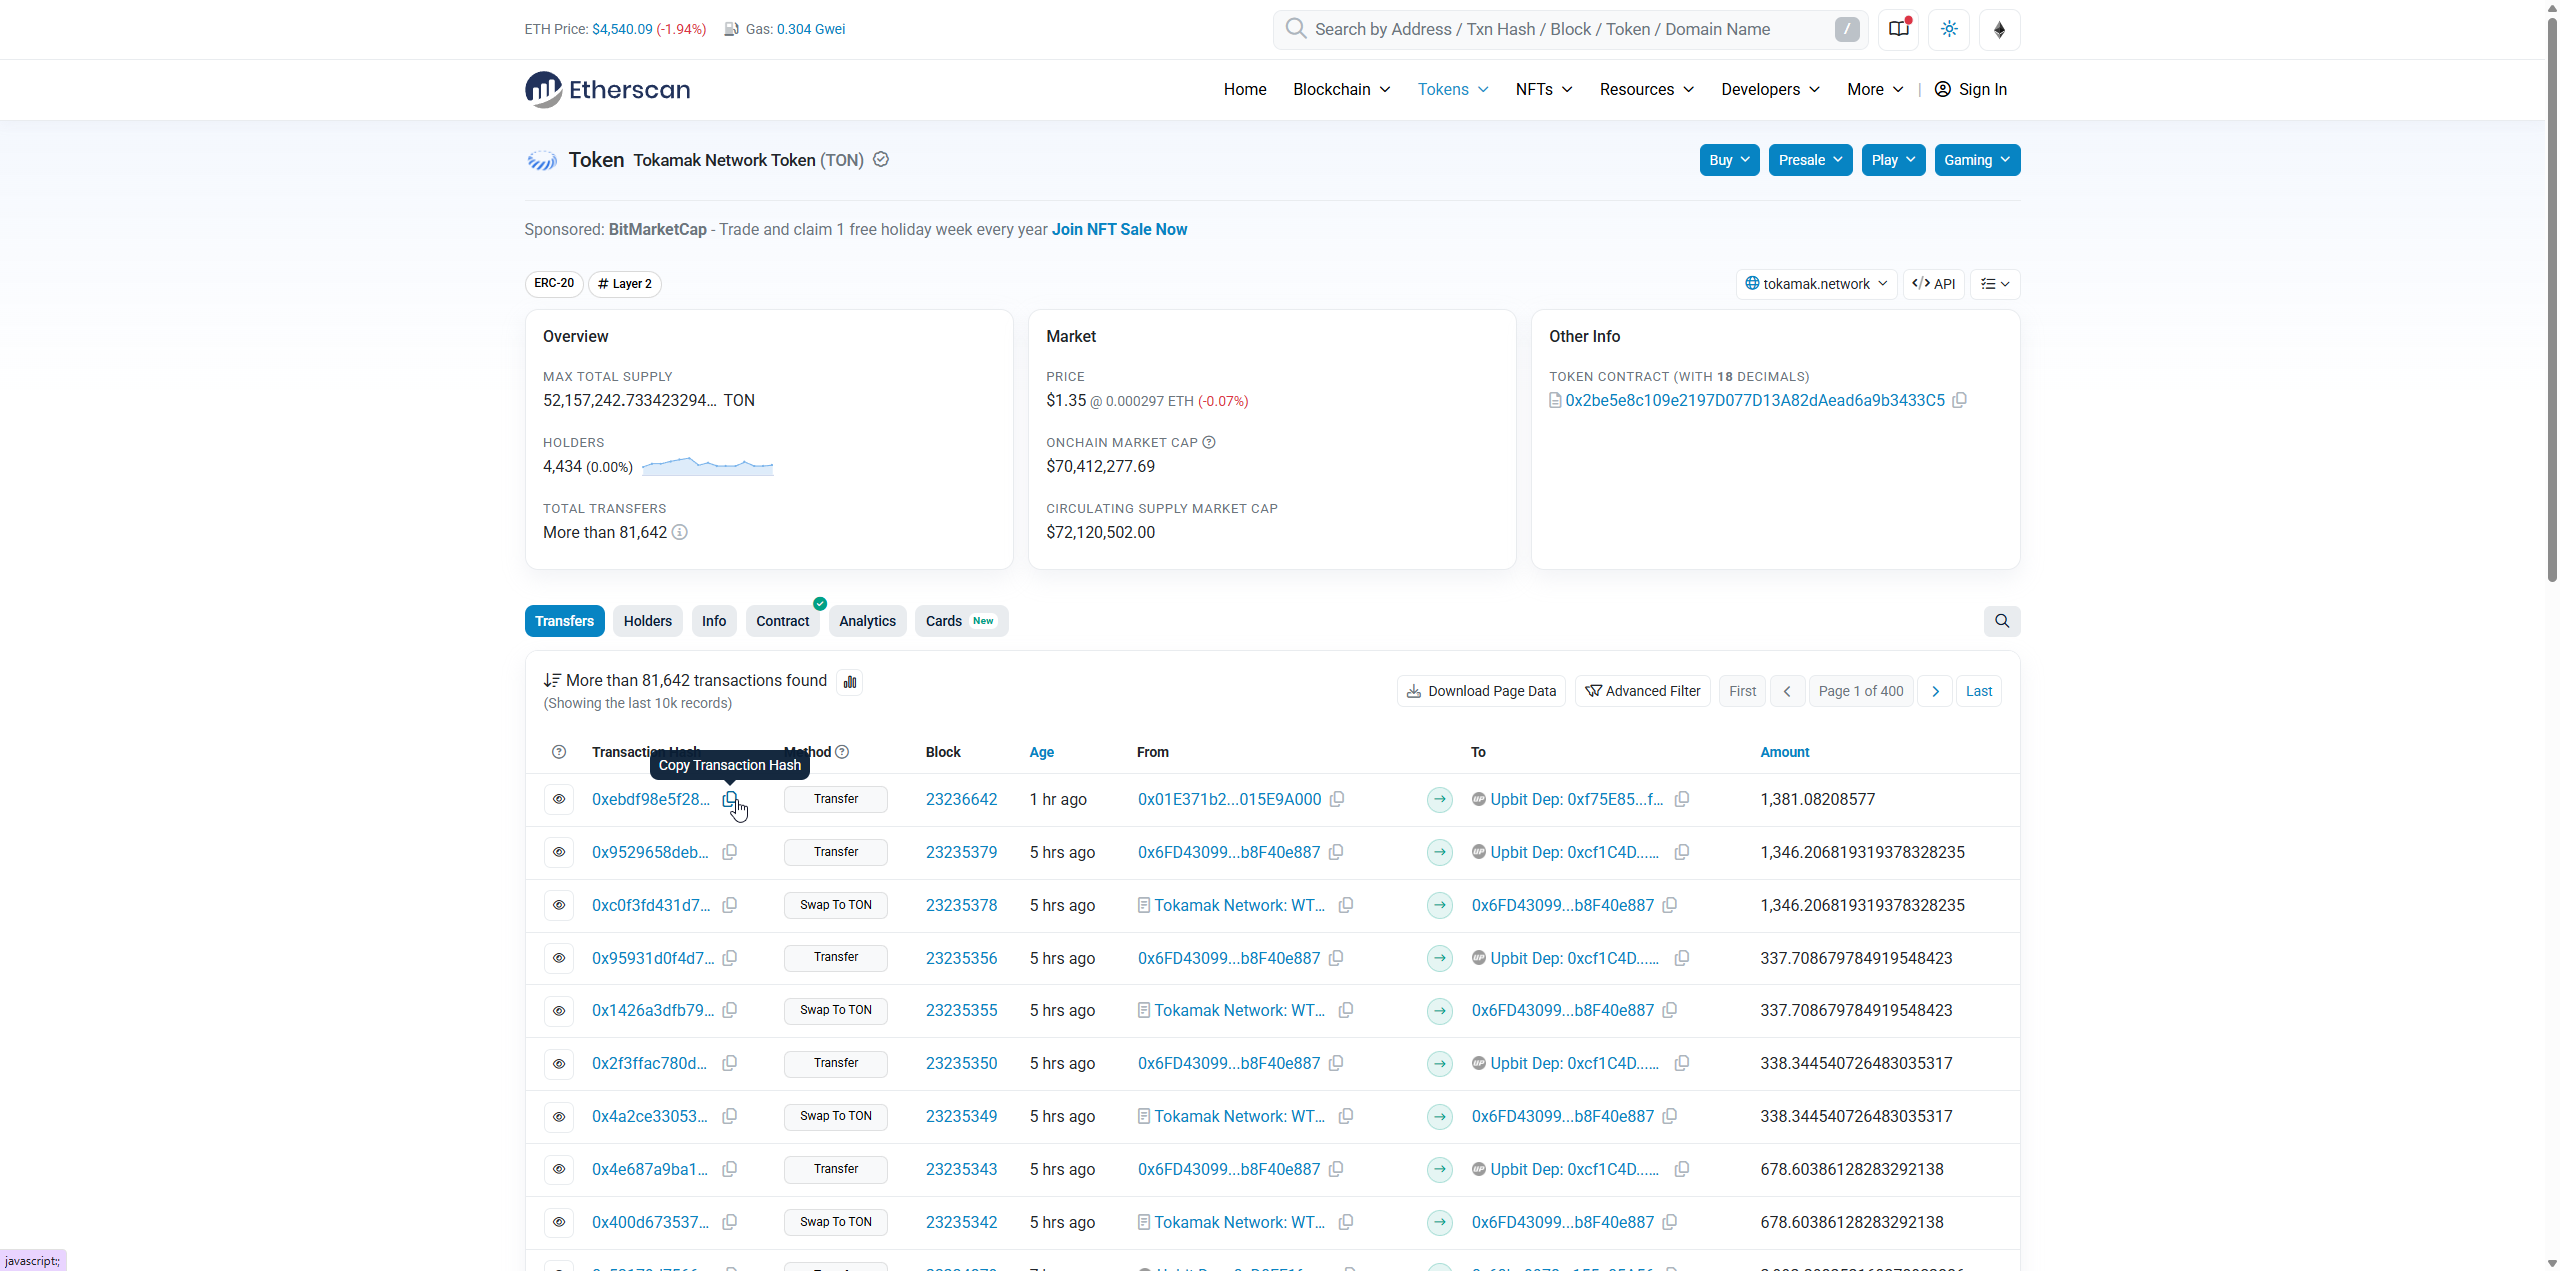 ETH Price: $4,540.09 (-1.94%) Gas: 0.304 Gwei
Search by Address / Txn Hash / Block / Token / Domain Name /
Etherscan
Home Blockchain Tokens NFTs Resources Developers More | Sign In
Token Tokamak Network Token (TON)
Buy Presale Play Gaming
Sponsored: BitMarketCap - Trade and claim 1 free holiday week every year Join NFT Sale Now
ERC-20 # Layer 2
tokamak.network </> API
Overview
MAX TOTAL SUPPLY
52,157,242.733423294... TON
HOLDERS
4,434 (0.00%)
TOTAL TRANSFERS
More than 81,642
Market
PRICE
$1.35 @ 0.000297 ETH (-0.07%)
ONCHAIN MARKET CAP
$70,412,277.69
CIRCULATING SUPPLY MARKET CAP
$72,120,502.00
Other Info
TOKEN CONTRACT (WITH 18 DECIMALS)
0x2be5e8c109e2197D077D13A82dAead6a9b3433C5
Transfers Holders Info Contract Analytics Cards New
More than 81,642 transactions found
(Showing the last 10k records)
Download Page Data Advanced Filter First Page 1 of 400 Last
Transaction Hash Method Block Age From To Amount
Copy Transaction Hash
0xebdf98e5f28... Transfer 23236642 1 hr ago 0x01E371b2...015E9A000 Upbit Dep: 0xf75E85...f... 1,381.08208577
0x9529658deb... Transfer 23235379 5 hrs ago 0x6FD43099...b8F40e887 Upbit Dep: 0xcf1C4D...... 1,346.206819319378328235
0xc0f3fd431d7... Swap To TON 23235378 5 hrs ago Tokamak Network: WT... 0x6FD43099...b8F40e887 1,346.206819319378328235
0x95931d0f4d7... Transfer 23235356 5 hrs ago 0x6FD43099...b8F40e887 Upbit Dep: 0xcf1C4D...... 337.708679784919548423
0x1426a3dfb79... Swap To TON 23235355 5 hrs ago Tokamak Network: WT... 0x6FD43099...b8F40e887 337.708679784919548423
0x2f3ffac780d... Transfer 23235350 5 hrs ago 0x6FD43099...b8F40e887 Upbit Dep: 0xcf1C4D...... 338.344540726483035317
0x4a2ce33053... Swap To TON 23235349 5 hrs ago Tokamak Network: WT... 0x6FD43099...b8F40e887 338.344540726483035317
0x4e687a9ba1... Transfer 23235343 5 hrs ago 0x6FD43099...b8F40e887 Upbit Dep: 0xcf1C4D...... 678.60386128283292138
0x400d673537... Swap To TON 23235342 5 hrs ago Tokamak Network: WT... 0x6FD43099...b8F40e887 678.60386128283292138
javascript:;